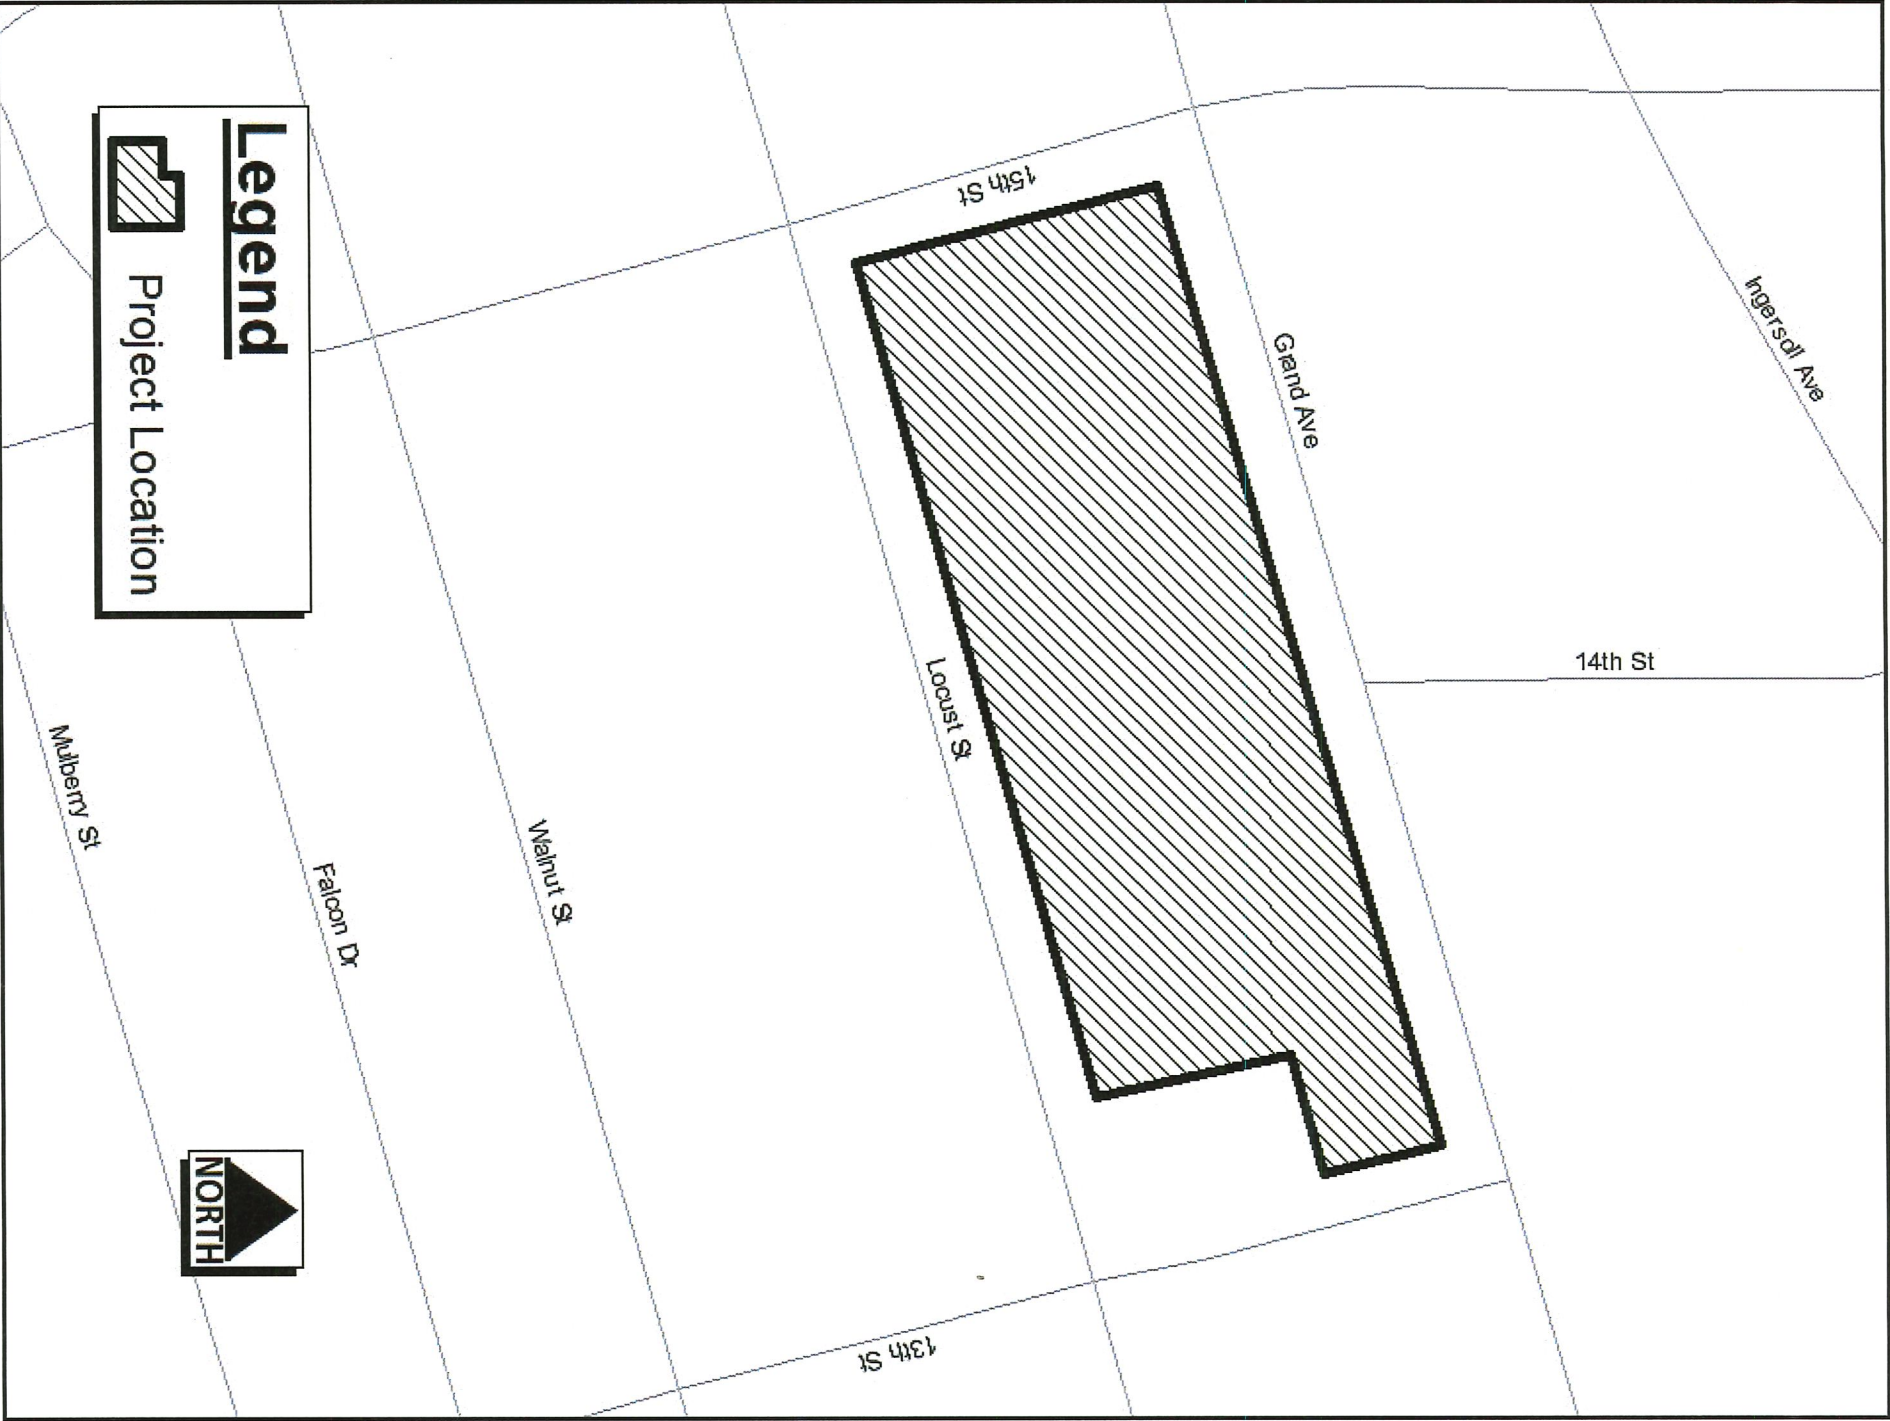 Ingersoll Ave
Grand Ave
14th St
15th St
Locust St
Walnut St
13th St
Falcon Dr
Mulberry St
Legend
Project Location
NORTH